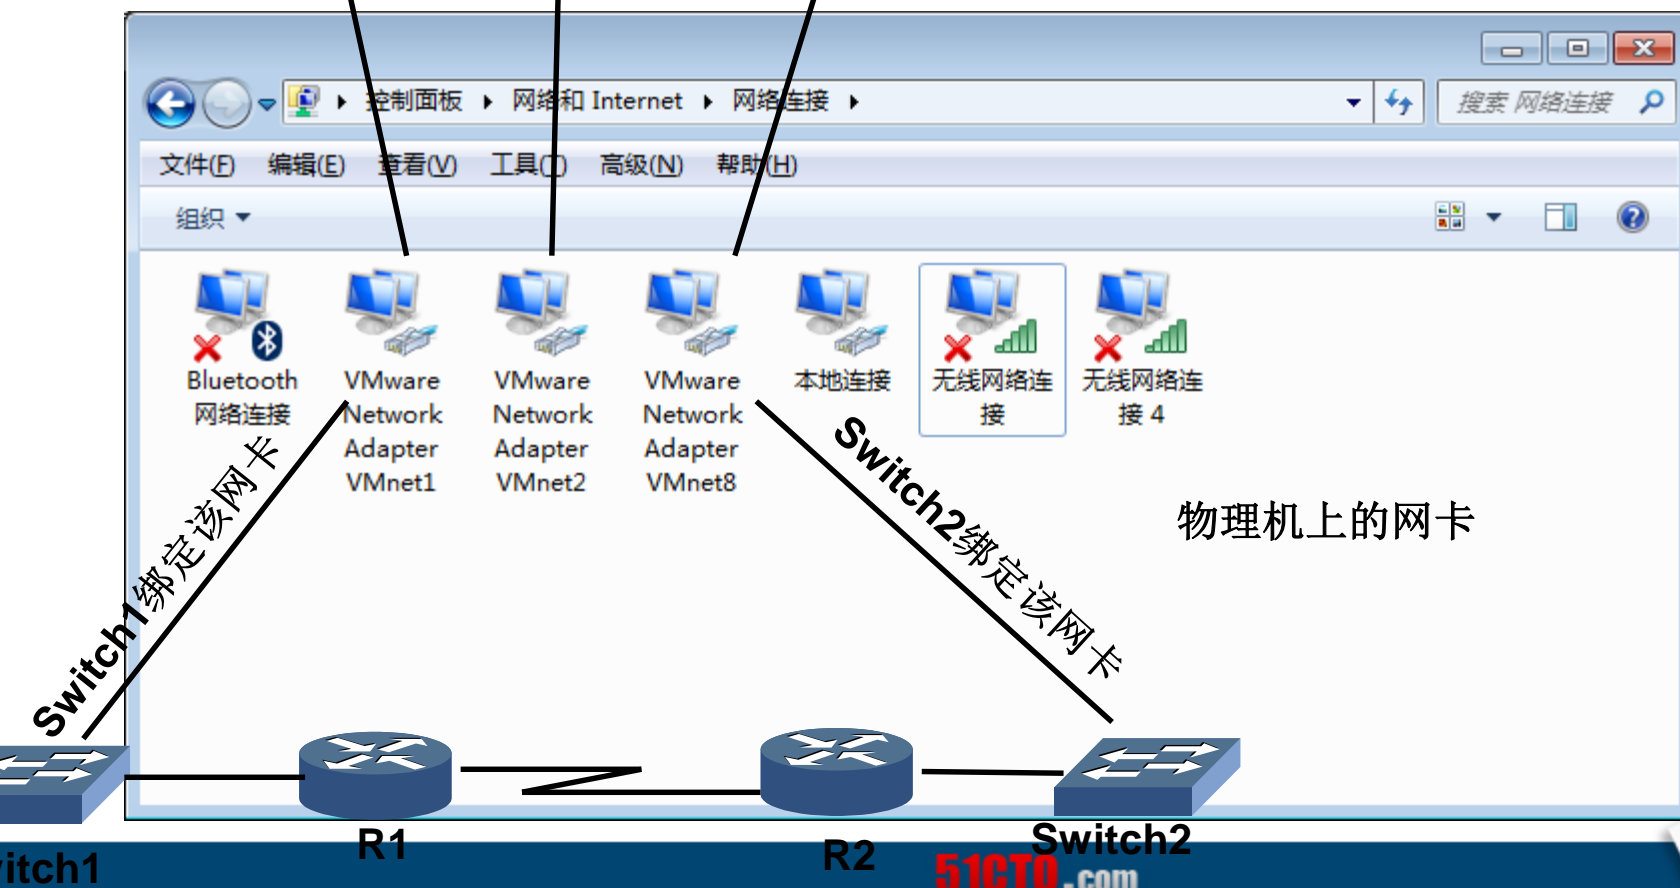 控制面板 网络和 Internet 网络连接
搜索 网络连接
文件(F) 编辑(E) 查看(V) 工具(T) 高级(N) 帮助(H)
组织
Bluetooth
网络连接
VMware
Network
Adapter
VMnet1
VMware
Network
Adapter
VMnet2
VMware
Network
Adapter
VMnet8
本地连接
无线网络连
接
无线网络连
接 4
Switch1绑定该网卡
Switch2绑定该网卡
物理机上的网卡
R1
R2
Switch2
itch1
51CTO.com